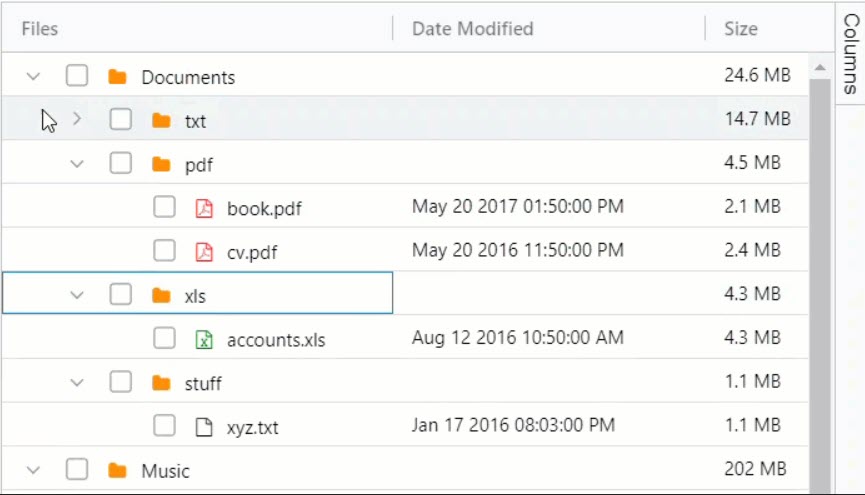 Files Date Modified Size
Columns
Documents 24.6 MB
txt 14.7 MB
pdf 4.5 MB
book.pdf May 20 2017 01:50:00 PM 2.1 MB
cv.pdf May 20 2016 11:50:00 PM 2.4 MB
xls 4.3 MB
accounts.xls Aug 12 2016 10:50:00 AM 4.3 MB
stuff 1.1 MB
xyz.txt Jan 17 2016 08:03:00 PM 1.1 MB
Music 202 MB